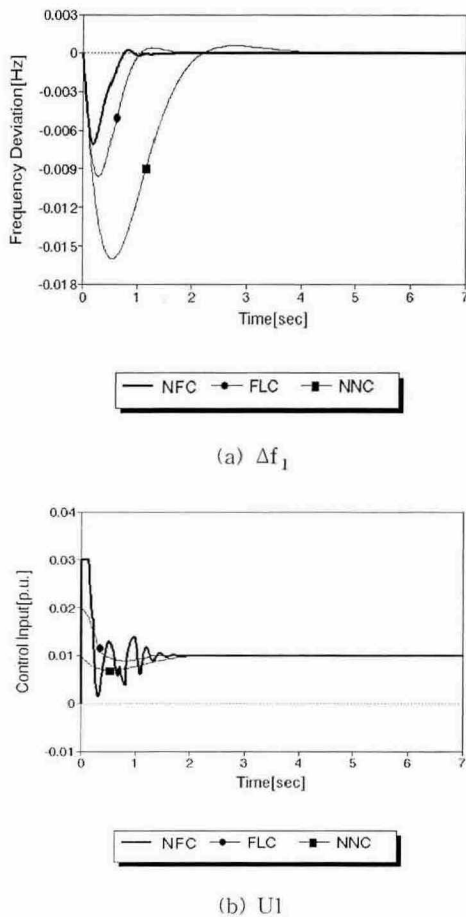 0.003
0
-0.003
-0.006
-0.009
-0.012
-0.015
-0.018
Frequency Deviation[Hz]
0 1 2 3 4 5 6 7
Time[sec]
NFC FLC NNC
(a) Δf1
0.04
0.03
0.02
0.01
0
-0.01
Control Input[p.u.]
0 1 2 3 4 5 6 7
Time[sec]
NFC FLC NNC
(b) U1